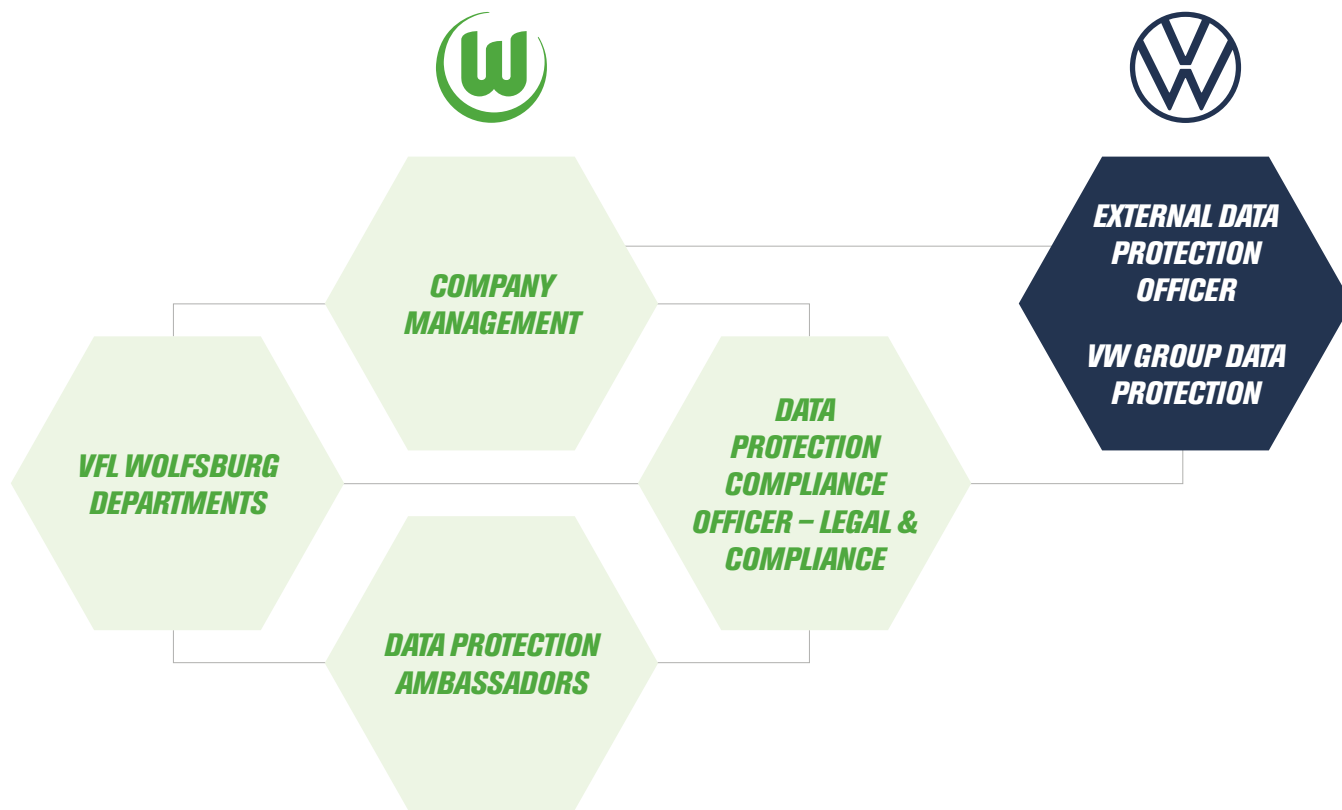 W
VW
COMPANY
MANAGEMENT
EXTERNAL DATA
PROTECTION
OFFICER
VW GROUP DATA
PROTECTION
VFL WOLFSBURG
DEPARTMENTS
DATA
PROTECTION
COMPLIANCE
OFFICER – LEGAL &
COMPLIANCE
DATA PROTECTION
AMBASSADORS